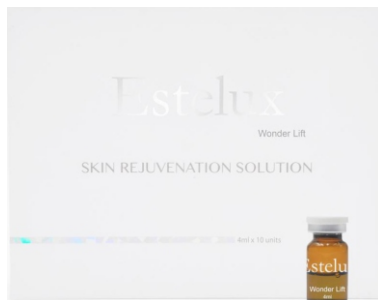 Estelux
Wonder Lift
SKIN REJUVENATION SOLUTION
4ml x 10 units
Estelu
Wonder Lift